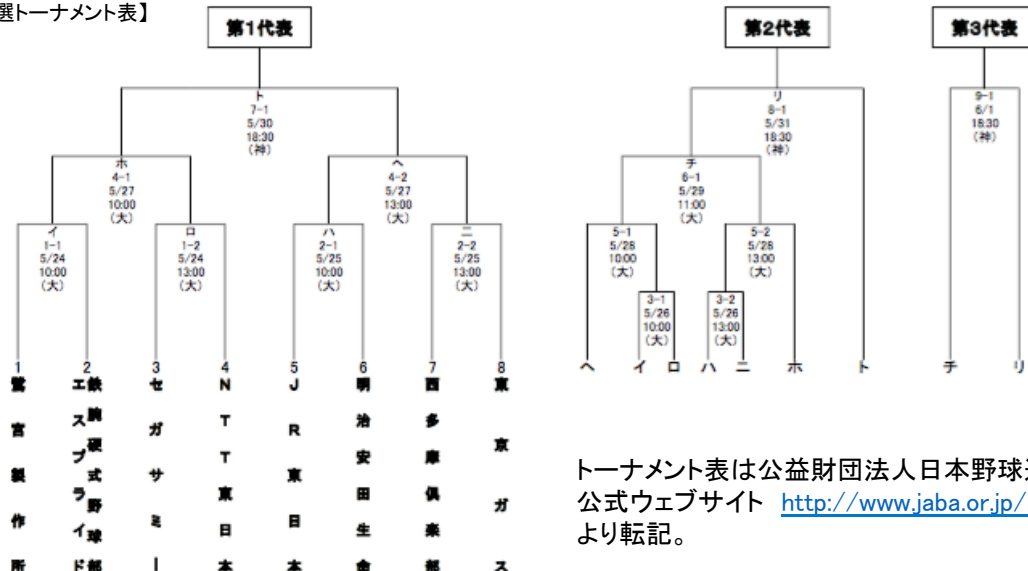 選トーナメント表】
第1代表
ト
7-1
5/30
18:30
(神)
ホ
4-1
5/27
10:00
(大)
ヘ
4-2
5/27
13:00
(大)
イ
1-1
5/24
10:00
(大)
ロ
1-2
5/24
13:00
(大)
ハ
2-1
5/25
10:00
(大)
ニ
2-2
5/25
13:00
(大)
1
鷺宮製作所
2
鉄腕硬式野球部
エスプライド
3
セガサミー
4
NTT東日本
5
JR東日本
6
明治安田生命
7
西多摩倶楽部
8
東京ガス
第2代表
リ
8-1
5/31
18:30
(神)
チ
6-1
5/29
11:00
(大)
5-1
5/28
10:00
(大)
5-2
5/28
13:00
(大)
3-1
5/26
10:00
(大)
3-2
5/26
13:00
(大)
ヘ イ ロ ハ ニ ホ ト
第3代表
9-1
6/1
18:30
(神)
チ リ
トーナメント表は公益財団法人日本野球
公式ウェブサイト http://www.jaba.or.jp/
より転記。